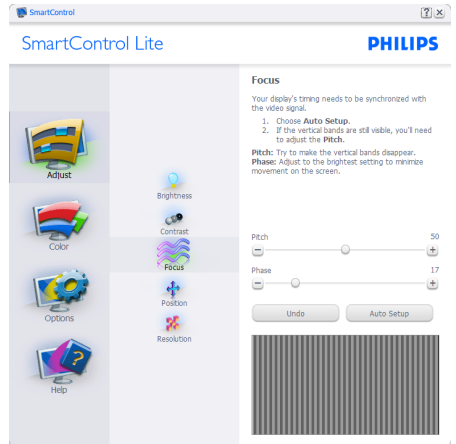 SmartControl
SmartControl Lite
PHILIPS
Adjust
Color
Options
Help
Brightness
Contrast
Focus
Position
Resolution
Focus
Your display's timing needs to be synchronized with
the video signal.
1. Choose Auto Setup.
2. If the vertical bands are still visible, you'll need
to adjust the Pitch.
Pitch: Try to make the vertical bands disappear.
Phase: Adjust to the brightest setting to minimize
movement on the screen.
Pitch 50
Phase 17
Undo Auto Setup